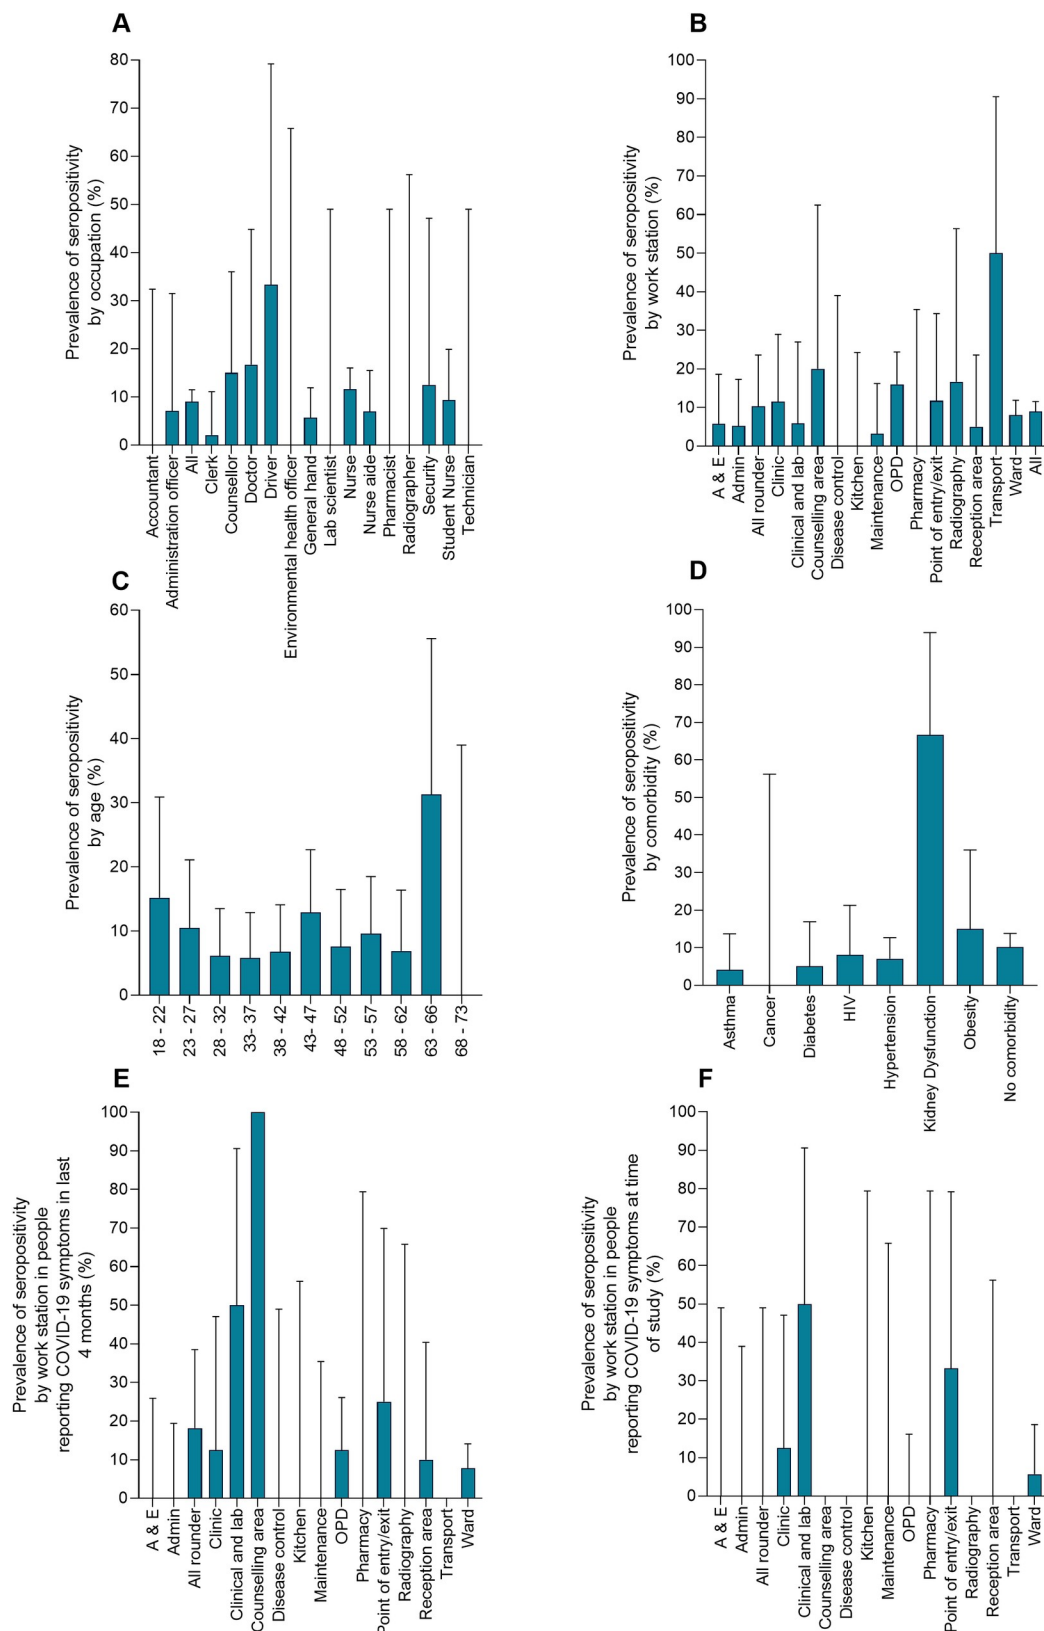 A
Prevalence of seropositivity
by occupation (%)
80
70
60
50
40
30
20
10
0
Accountant
Administration officer
All
Clerk
Counsellor
Doctor
Driver
Environmental health officer
General hand
Lab scientist
Nurse
Nurse aide
Pharmacist
Radiographer
Security
Student Nurse
Technician
B
Prevalence of seropositivity
by work station (%)
100
90
80
70
60
50
40
30
20
10
0
A & E
Admin
All rounder
Clinic
Clinical and lab
Counselling area
Disease control
Kitchen
Maintenance
OPD
Pharmacy
Point of entry/exit
Radiography
Reception area
Transport
Ward
All
C
Prevalence of seropositivity
by age (%)
60
50
40
30
20
10
0
18 - 22
23 - 27
28 - 32
33- 37
38 - 42
43- 47
48 - 52
53 - 57
58 - 62
63 - 66
68 - 73
D
Prevalence of seropositivity
by comorbidity (%)
100
90
80
70
60
50
40
30
20
10
0
Asthma
Cancer
Diabetes
HIV
Hypertension
Kidney Dysfunction
Obesity
No comorbidity
E
Prevalence of seropositivity
by work station in people
reporting COVID-19 symptoms in last
4 months (%)
100
90
80
70
60
50
40
30
20
10
0
A & E
Admin
All rounder
Clinic
Clinical and lab
Counselling area
Disease control
Kitchen
Maintenance
OPD
Pharmacy
Point of entry/exit
Radiography
Reception area
Transport
Ward
F
Prevalence of seropositivity
by work station in people
reporting COVID-19 symptoms at time
of study (%)
100
90
80
70
60
50
40
30
20
10
0
A & E
Admin
All rounder
Clinic
Clinical and lab
Counselling area
Disease control
Kitchen
Maintenance
OPD
Pharmacy
Point of entry/exit
Radiography
Reception area
Transport
Ward